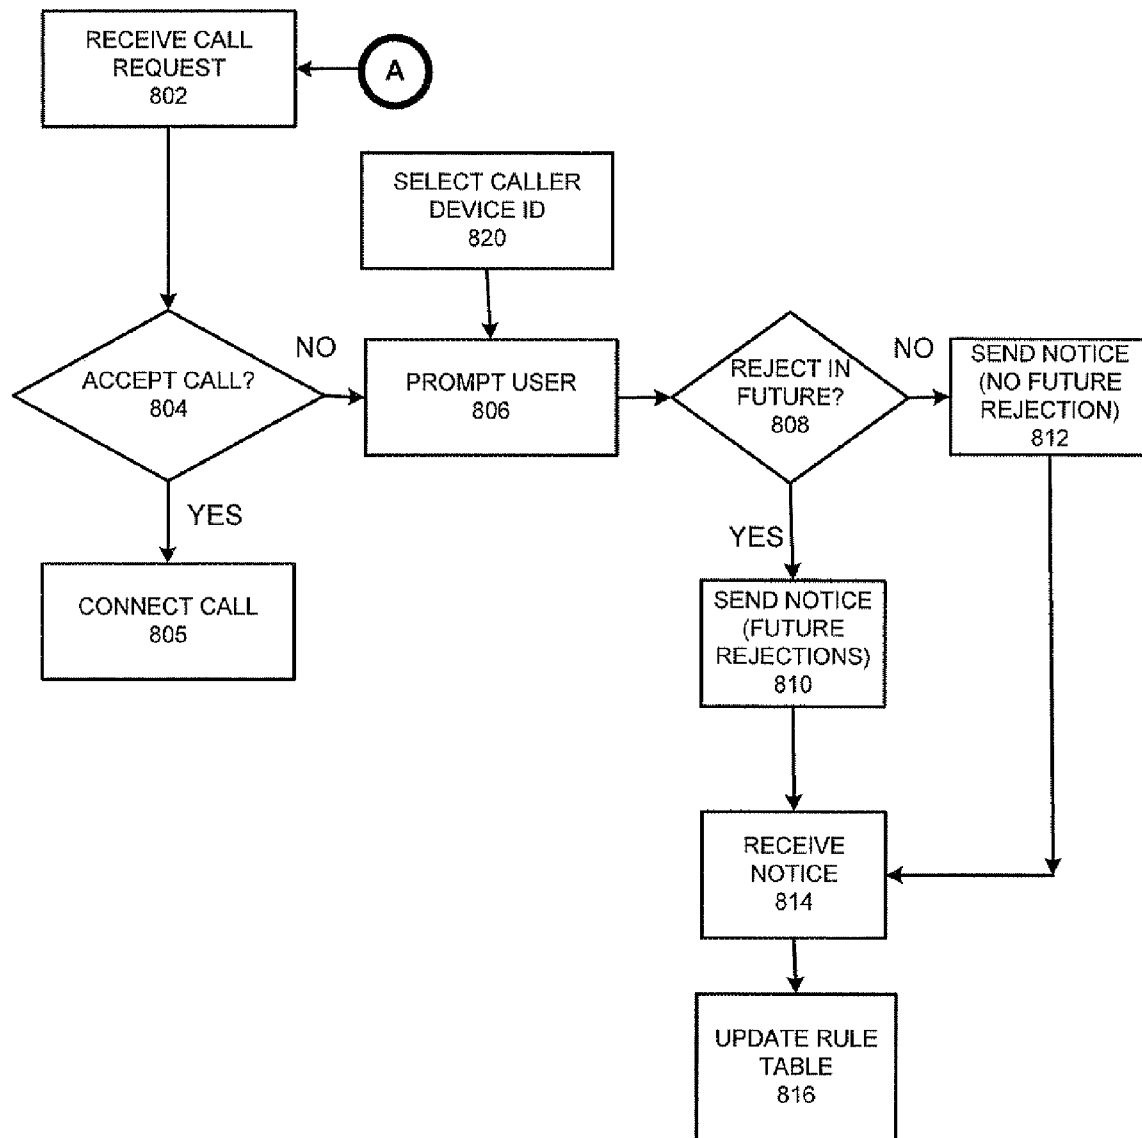 RECEIVE CALL
REQUEST
802
A
SELECT CALLER
DEVICE ID
820
ACCEPT CALL?
804
NO
PROMPT USER
806
REJECT IN
FUTURE?
808
NO
SEND NOTICE
(NO FUTURE
REJECTION)
812
YES
CONNECT CALL
805
YES
SEND NOTICE
(FUTURE
REJECTIONS)
810
RECEIVE
NOTICE
814
UPDATE RULE
TABLE
816